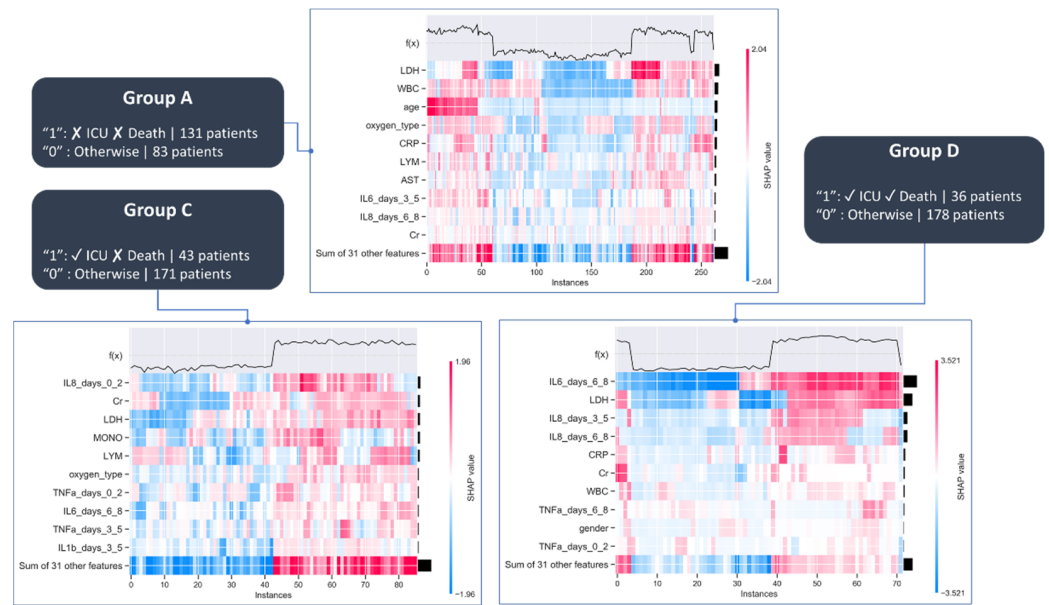 Group A
“1”: ✗ ICU ✗ Death | 131 patients
“0” : Otherwise | 83 patients
Group C
“1”: ✓ ICU ✗ Death | 43 patients
“0” : Otherwise | 171 patients
Group D
“1”: ✓ ICU ✓ Death | 36 patients
“0” : Otherwise | 178 patients
f(x)
LDH
WBC
age
oxygen_type
CRP
LYM
AST
IL6_days_3_5
IL8_days_6_8
Cr
Sum of 31 other features
0 50 100 150 200 250
Instances
2.04
SHAP value
−2.04
f(x)
IL8_days_0_2
Cr
LDH
MONO
LYM
oxygen_type
TNFa_days_0_2
IL6_days_6_8
TNFa_days_3_5
IL1b_days_3_5
Sum of 31 other features
0 10 20 30 40 50 60 70 80
Instances
1.96
SHAP value
−1.96
f(x)
IL6_days_6_8
LDH
IL8_days_3_5
IL8_days_6_8
CRP
Cr
WBC
TNFa_days_6_8
gender
TNFa_days_0_2
Sum of 31 other features
0 10 20 30 40 50 60 70
Instances
3.521
SHAP value
−3.521